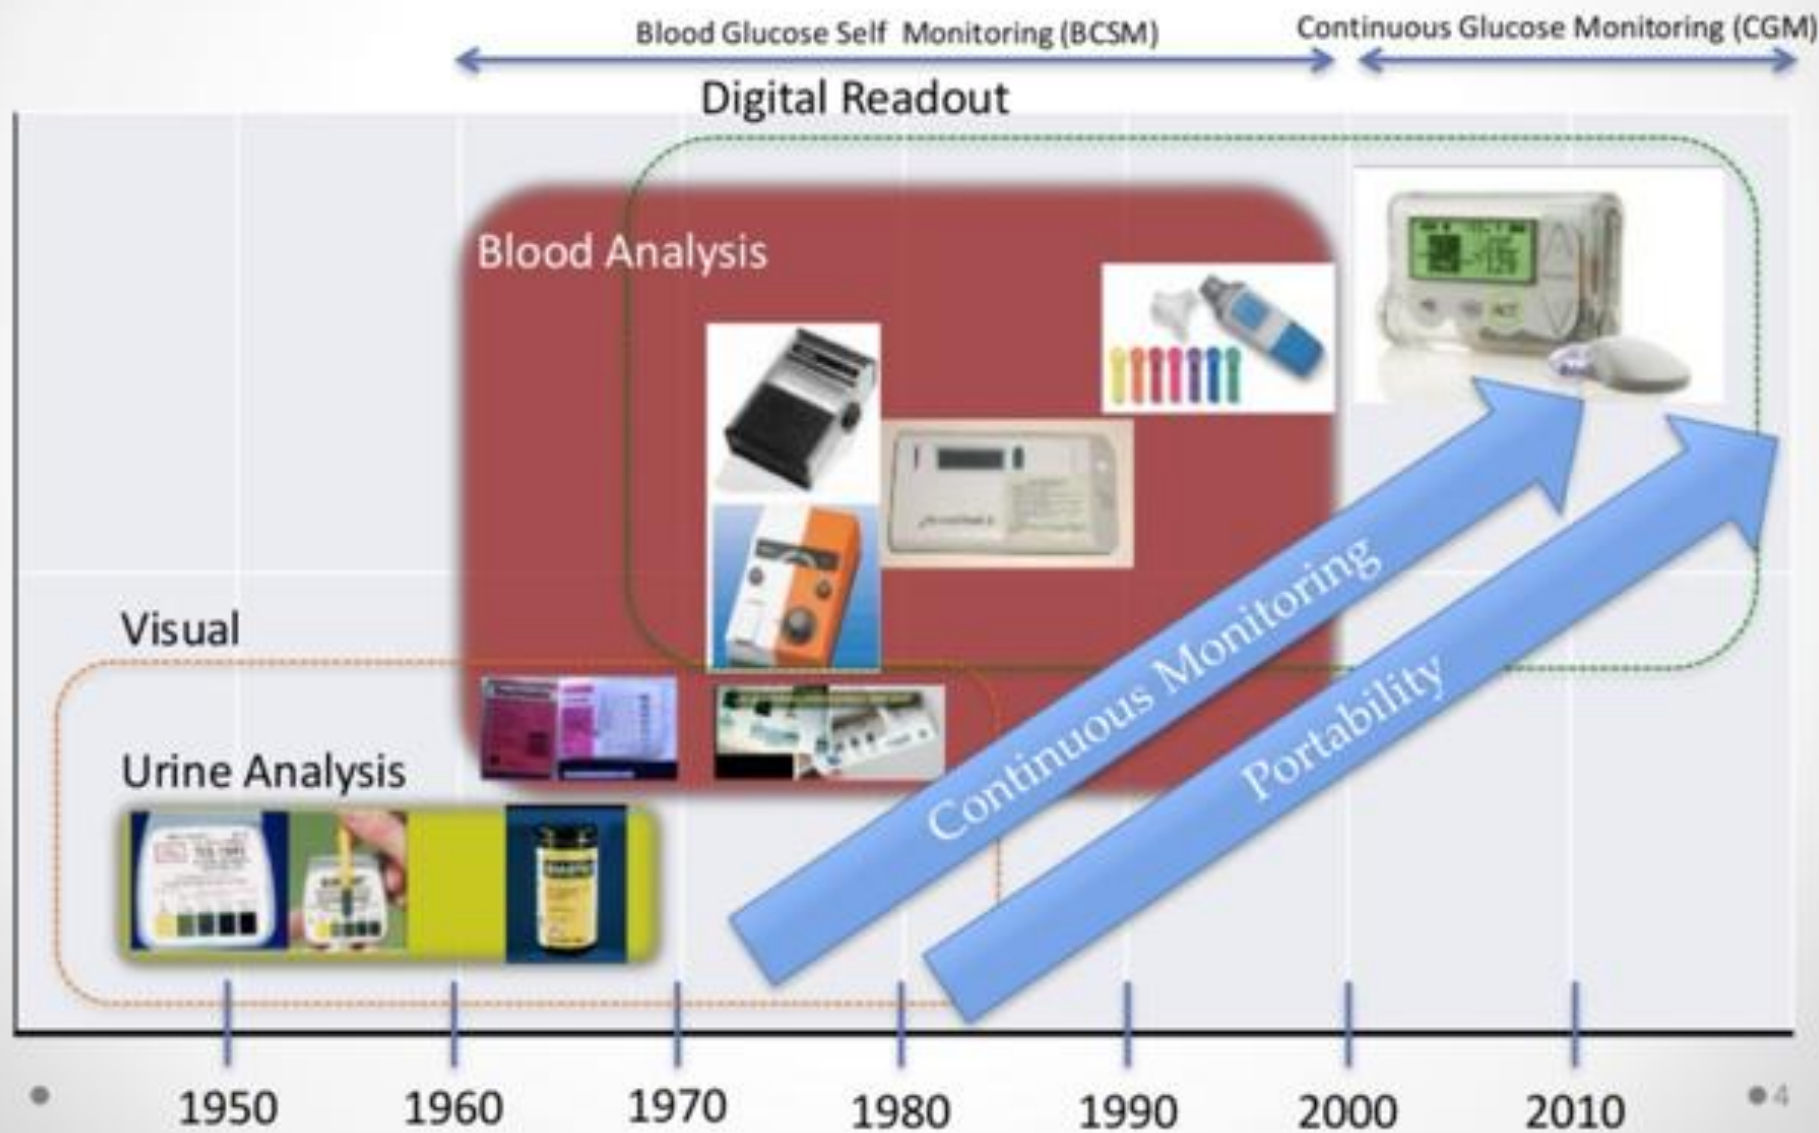 Blood Glucose Self Monitoring (BCSM)
Continuous Glucose Monitoring (CGM)
Digital Readout
Blood Analysis
Visual
Urine Analysis
Continuous Monitoring
Portability
ACT
1950
1960
1970
1980
1990
2000
2010
4